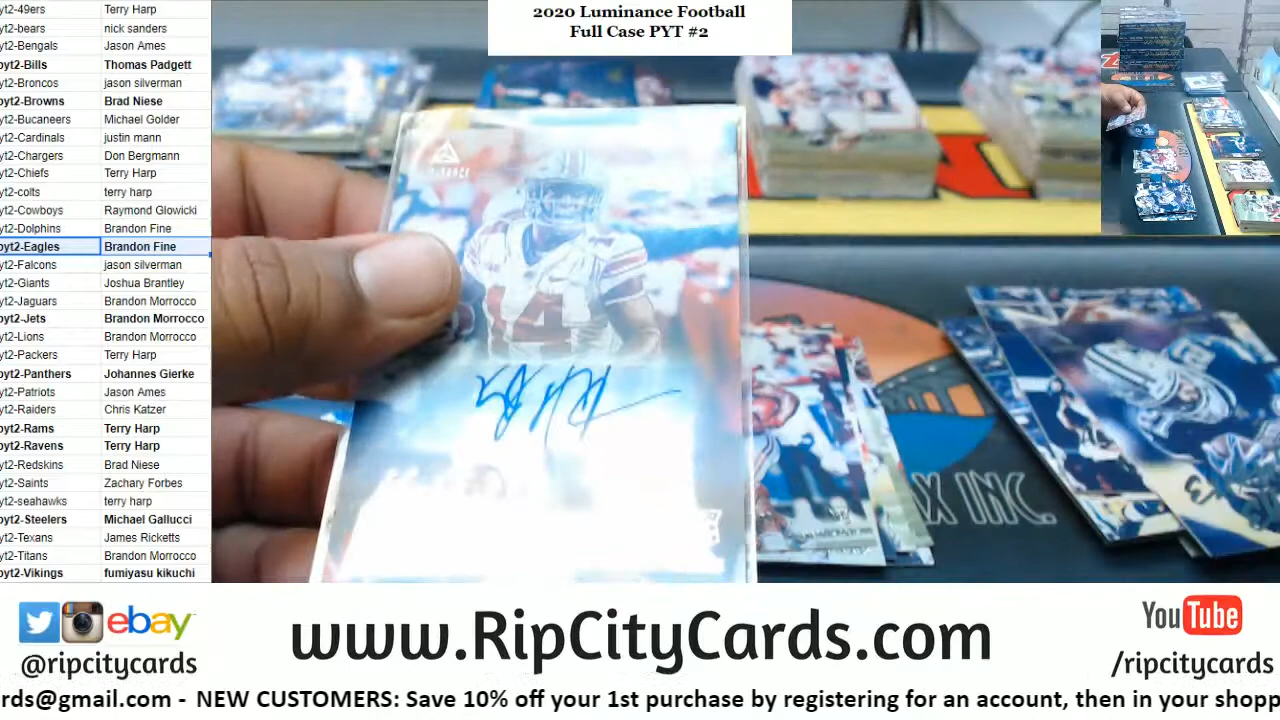 2020 Luminance Football
Full Case PYT #2
yt2-49ers Terry Harp
yt2-bears nick sanders
yt2-Bengals Jason Ames
pyt2-Bills Thomas Padgett
yt2-Broncos jason silverman
pyt2-Browns Brad Niese
yt2-Bucaneers Michael Golder
yt2-Cardinals justin mann
yt2-Chargers Don Bergmann
yt2-Chiefs Terry Harp
yt2-colts terry harp
yt2-Cowboys Raymond Glowicki
yt2-Dolphins Brandon Fine
pyt2-Eagles Brandon Fine
yt2-Falcons jason silverman
yt2-Giants Joshua Brantley
yt2-Jaguars Brandon Morrocco
pyt2-Jets Brandon Morrocco
yt2-Lions Brandon Morrocco
yt2-Packers Terry Harp
pyt2-Panthers Johannes Gierke
yt2-Patriots Jason Ames
yt2-Raiders Chris Katzer
pyt2-Rams Terry Harp
pyt2-Ravens Terry Harp
yt2-Redskins Brad Niese
yt2-Saints Zachary Forbes
yt2-seahawks terry harp
pyt2-Steelers Michael Gallucci
yt2-Texans James Ricketts
yt2-Titans Brandon Morrocco
pyt2-Vikings fumiyasu kikuchi
14
X INC.
ebay
@ripcitycards
www.RipCityCards.com
YouTube
/ripcitycards
rds@gmail.com - NEW CUSTOMERS: Save 10% off your 1st purchase by registering for an account, then in your shopp